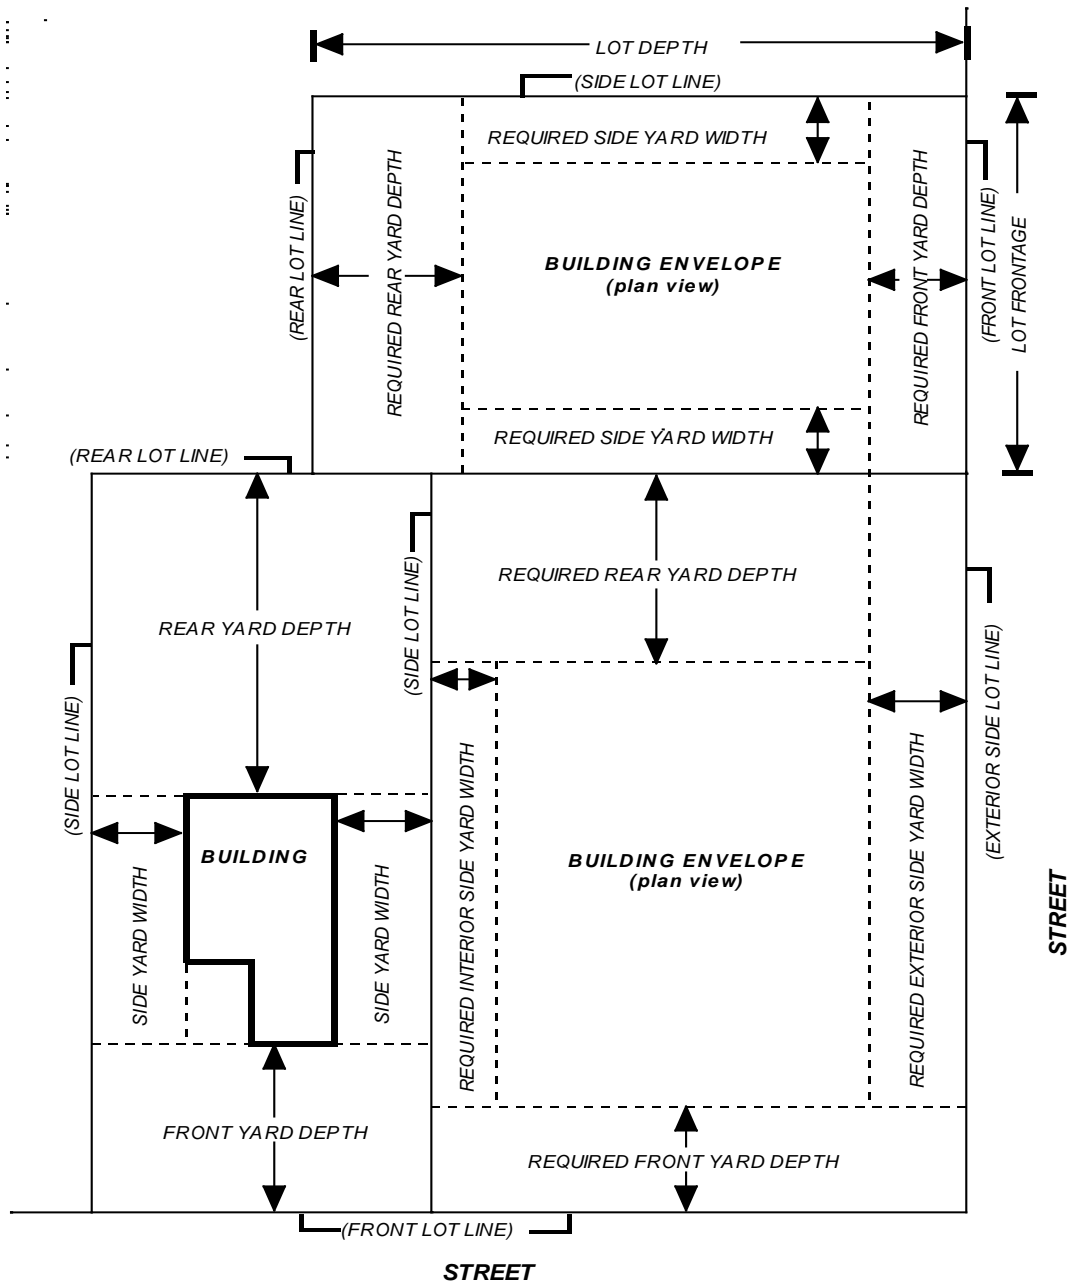 LOT DEPTH
(SIDE LOT LINE)
REQUIRED SIDE YARD WIDTH
(REAR LOT LINE)
REQUIRED REAR YARD DEPTH
BUILDING ENVELOPE
(plan view)
REQUIRED FRONT YARD DEPTH
(FRONT LOT LINE)
LOT FRONTAGE
REQUIRED SIDE YARD WIDTH
(REAR LOT LINE)
(SIDE LOT LINE)
REQUIRED REAR YARD DEPTH
REAR YARD DEPTH
(SIDE LOT LINE)
(EXTERIOR SIDE LOT LINE)
BUILDING
SIDE YARD WIDTH
SIDE YARD WIDTH
REQUIRED INTERIOR SIDE YARD WIDTH
BUILDING ENVELOPE
(plan view)
REQUIRED EXTERIOR SIDE YARD WIDTH
STREET
FRONT YARD DEPTH
REQUIRED FRONT YARD DEPTH
(FRONT LOT LINE)
STREET